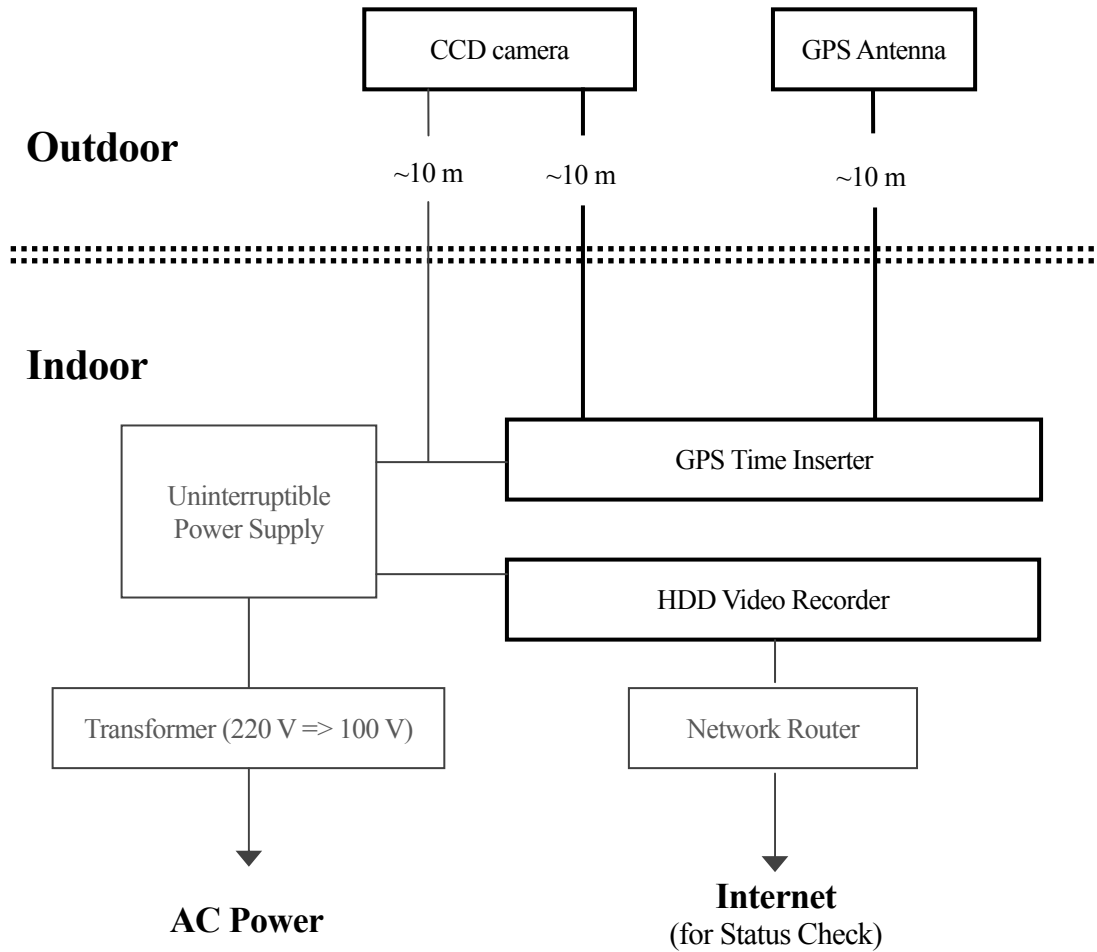 CCD camera
GPS Antenna
Outdoor
~10 m
~10 m
~10 m
Indoor
GPS Time Inserter
Uninterruptible
Power Supply
HDD Video Recorder
Transformer (220 V => 100 V)
Network Router
AC Power
Internet
(for Status Check)